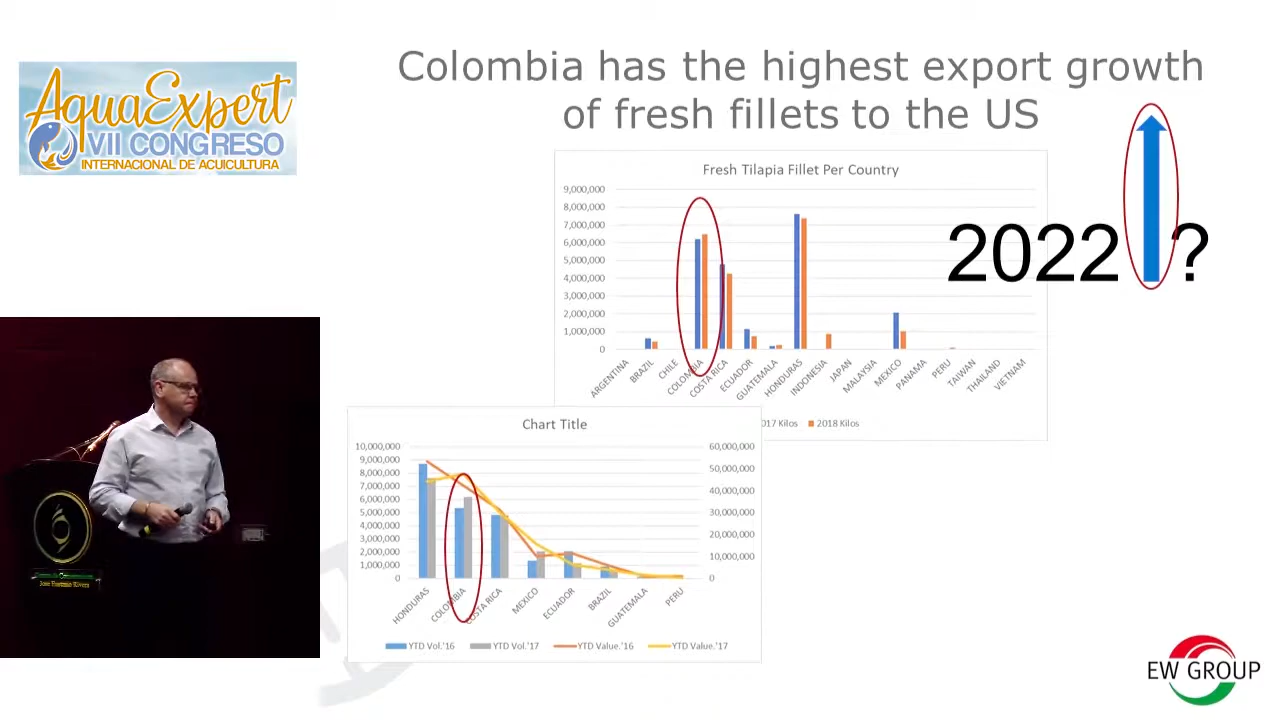 Colombia has the highest export growth
of fresh fillets to the US
AquaExpert
VII CONGRESO
INTERNACIONAL DE ACUICULTURA
Fresh Tilapia Fillet Per Country
9,000,000
8,000,000
7,000,000
6,000,000
5,000,000
4,000,000
3,000,000
2,000,000
1,000,000
0
ARGENTINA
BRAZIL
CHILE
COLOMBIA
COSTA RICA
ECUADOR
GUATEMALA
HONDURAS
INDONESIA
JAPAN
MALAYSIA
MEXICO
PANAMA
PERU
TAIWAN
THAILAND
VIETNAM
017 Kilos
2018 Kilos
2022 ?
Chart Title
10,000,000
9,000,000
8,000,000
7,000,000
6,000,000
5,000,000
4,000,000
3,000,000
2,000,000
1,000,000
0
60,000,000
50,000,000
40,000,000
30,000,000
20,000,000
10,000,000
0
HONDURAS
COLOMBIA
COSTA RICA
MEXICO
ECUADOR
BRAZIL
GUATEMALA
PERU
YTD Vol.'16
YTD Vol.'17
YTD Value.'16
YTD Value.'17
EW GROUP